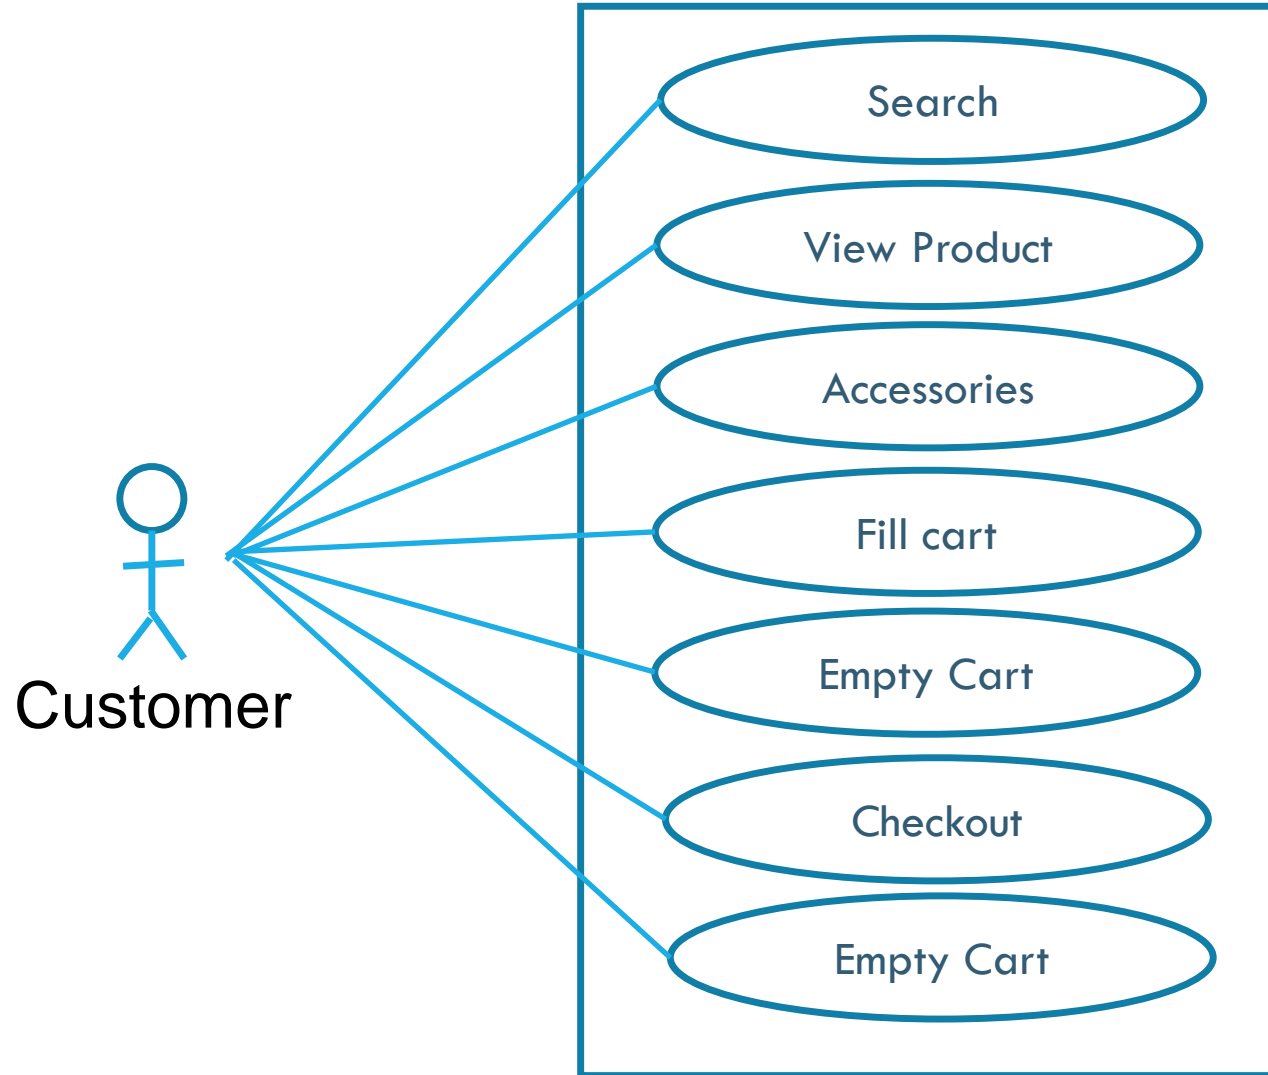 Search
View Product
Accessories
Fill cart
Empty Cart
Customer
Checkout
Empty Cart